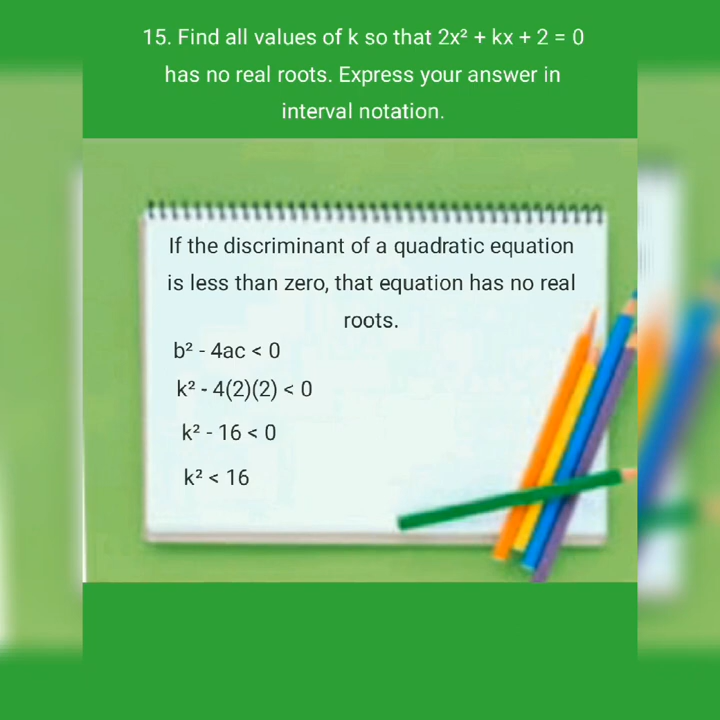 15. Find all values of k so that 2x² + kx + 2 = 0
has no real roots. Express your answer in
interval notation.
If the discriminant of a quadratic equation
is less than zero, that equation has no real
roots.
b² - 4ac < 0
k² - 4(2)(2) < 0
k² - 16 < 0
k² < 16